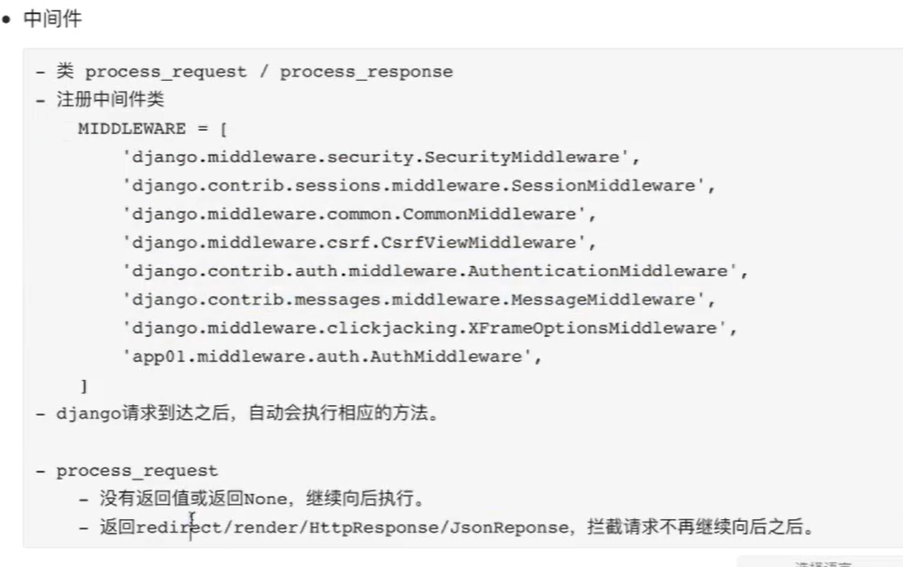 中间件
- 类 process_request / process_response
- 注册中间件类
MIDDLEWARE = [
'django.middleware.security.SecurityMiddleware',
'django.contrib.sessions.middleware.SessionMiddleware',
'django.middleware.common.CommonMiddleware',
'django.middleware.csrf.CsrfViewMiddleware',
'django.contrib.auth.middleware.AuthenticationMiddleware',
'django.contrib.messages.middleware.MessageMiddleware',
'django.middleware.clickjacking.XFrameOptionsMiddleware',
'app01.middleware.auth.AuthMiddleware',
]
- django请求到达之后，自动会执行相应的方法。
- process_request
- 没有返回值或返回None，继续向后执行。
- 返回redirect/render/HttpResponse/JsonReponse，拦截请求不再继续向后之后。
选择语言